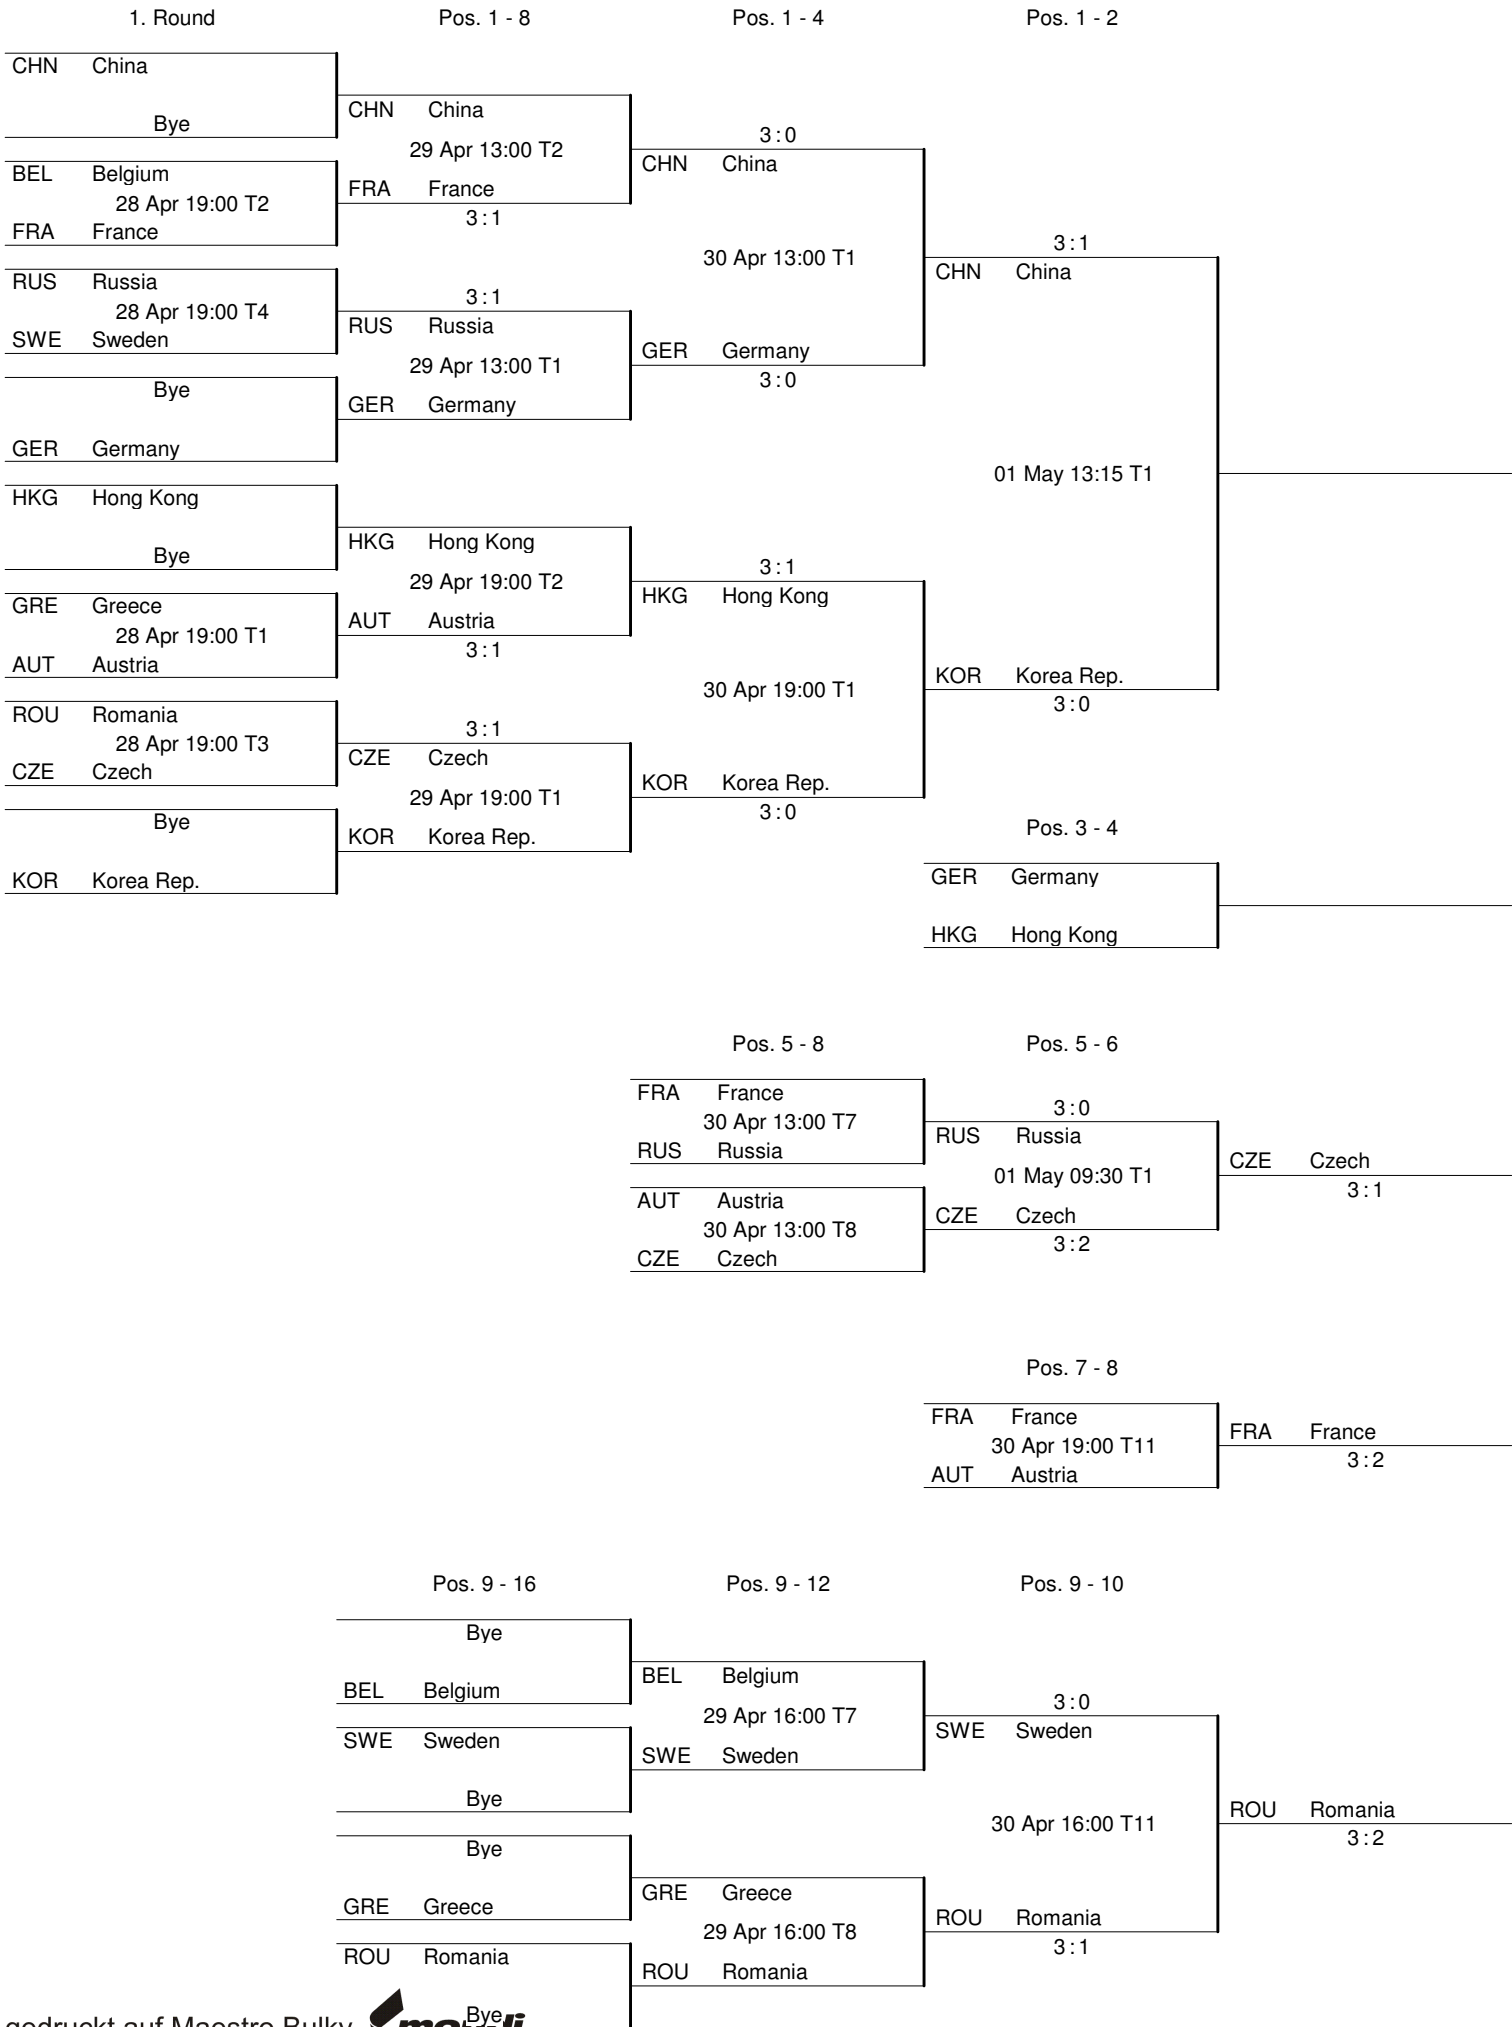 1. Round
Pos. 1 - 8
Pos. 1 - 4
Pos. 1 - 2
CHN China
Bye
BEL Belgium
28 Apr 19:00 T2
FRA France
RUS Russia
28 Apr 19:00 T4
SWE Sweden
Bye
GER Germany
HKG Hong Kong
Bye
GRE Greece
28 Apr 19:00 T1
AUT Austria
ROU Romania
28 Apr 19:00 T3
CZE Czech
Bye
KOR Korea Rep.
CHN China
29 Apr 13:00 T2
FRA France
3:1
3:1
RUS Russia
29 Apr 13:00 T1
GER Germany
HKG Hong Kong
29 Apr 19:00 T2
AUT Austria
3:1
3:1
CZE Czech
29 Apr 19:00 T1
KOR Korea Rep.
3:0
CHN China
30 Apr 13:00 T1
GER Germany
3:0
3:1
HKG Hong Kong
30 Apr 19:00 T1
KOR Korea Rep.
3:0
3:1
CHN China
01 May 13:15 T1
KOR Korea Rep.
3:0
Pos. 3 - 4
GER Germany
HKG Hong Kong
Pos. 5 - 8
Pos. 5 - 6
FRA France
30 Apr 13:00 T7
RUS Russia
AUT Austria
30 Apr 13:00 T8
CZE Czech
3:0
RUS Russia
01 May 09:30 T1
CZE Czech
3:2
CZE Czech
3:1
Pos. 7 - 8
FRA France
30 Apr 19:00 T11
AUT Austria
FRA France
3:2
Pos. 9 - 16
Pos. 9 - 12
Pos. 9 - 10
Bye
BEL Belgium
SWE Sweden
Bye
Bye
GRE Greece
ROU Romania
Bye
BEL Belgium
29 Apr 16:00 T7
SWE Sweden
GRE Greece
29 Apr 16:00 T8
ROU Romania
3:0
SWE Sweden
30 Apr 16:00 T11
ROU Romania
3:1
ROU Romania
3:2
gedruckt auf Maestro Bulky